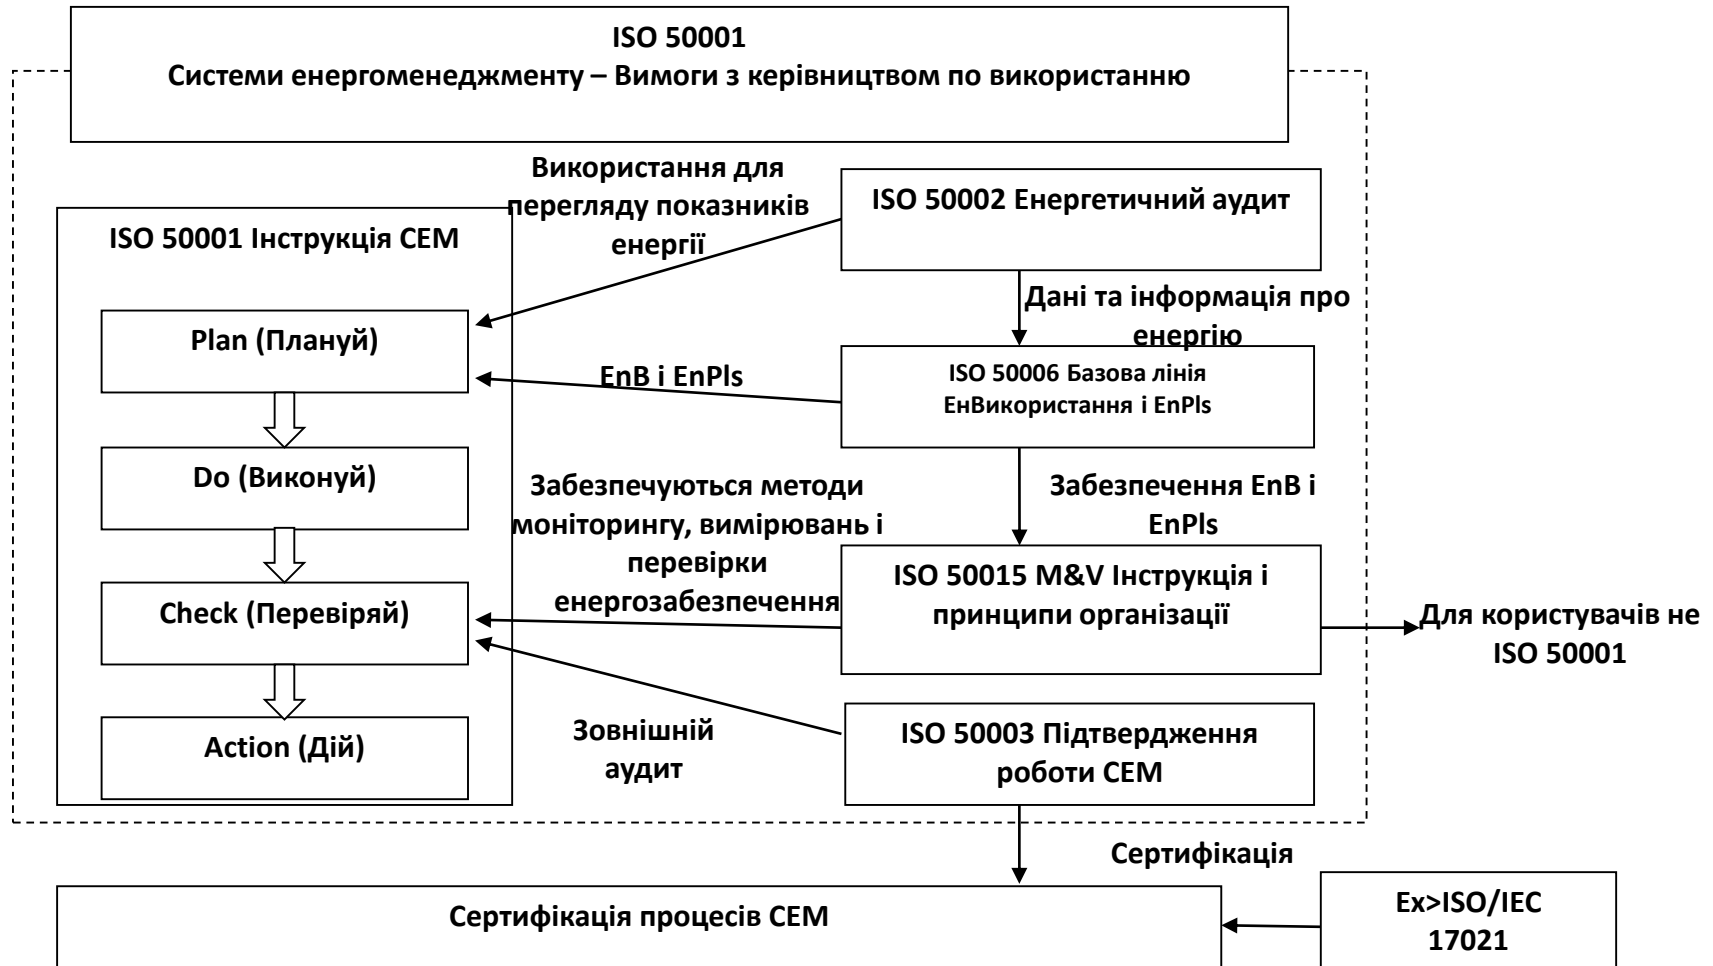 ISO 50001
Системи енергоменеджменту – Вимоги з керівництвом по використанню
Використання для
перегляду показників
енергії
ISO 50002 Енергетичний аудит
ISO 50001 Інструкція СЕМ
Дані та інформація про
енергію
Plan (Плануй)
EnB і EnPls
ISO 50006 Базова лінія
ЕнВикористання і EnPls
Do (Виконуй)
Забезпечуються методи
моніторингу, вимірювань і
перевірки
енергозабезпечення
Забезпечення EnB і
EnPls
ISO 50015 M&V Інструкція і
принципи організації
Check (Перевіряй)
Для користувачів не
ISO 50001
Зовнішній
аудит
ISO 50003 Підтвердження
роботи СЕМ
Action (Дій)
Сертифікація
Сертифікація процесів СЕМ
Ex>ISO/IEC
17021